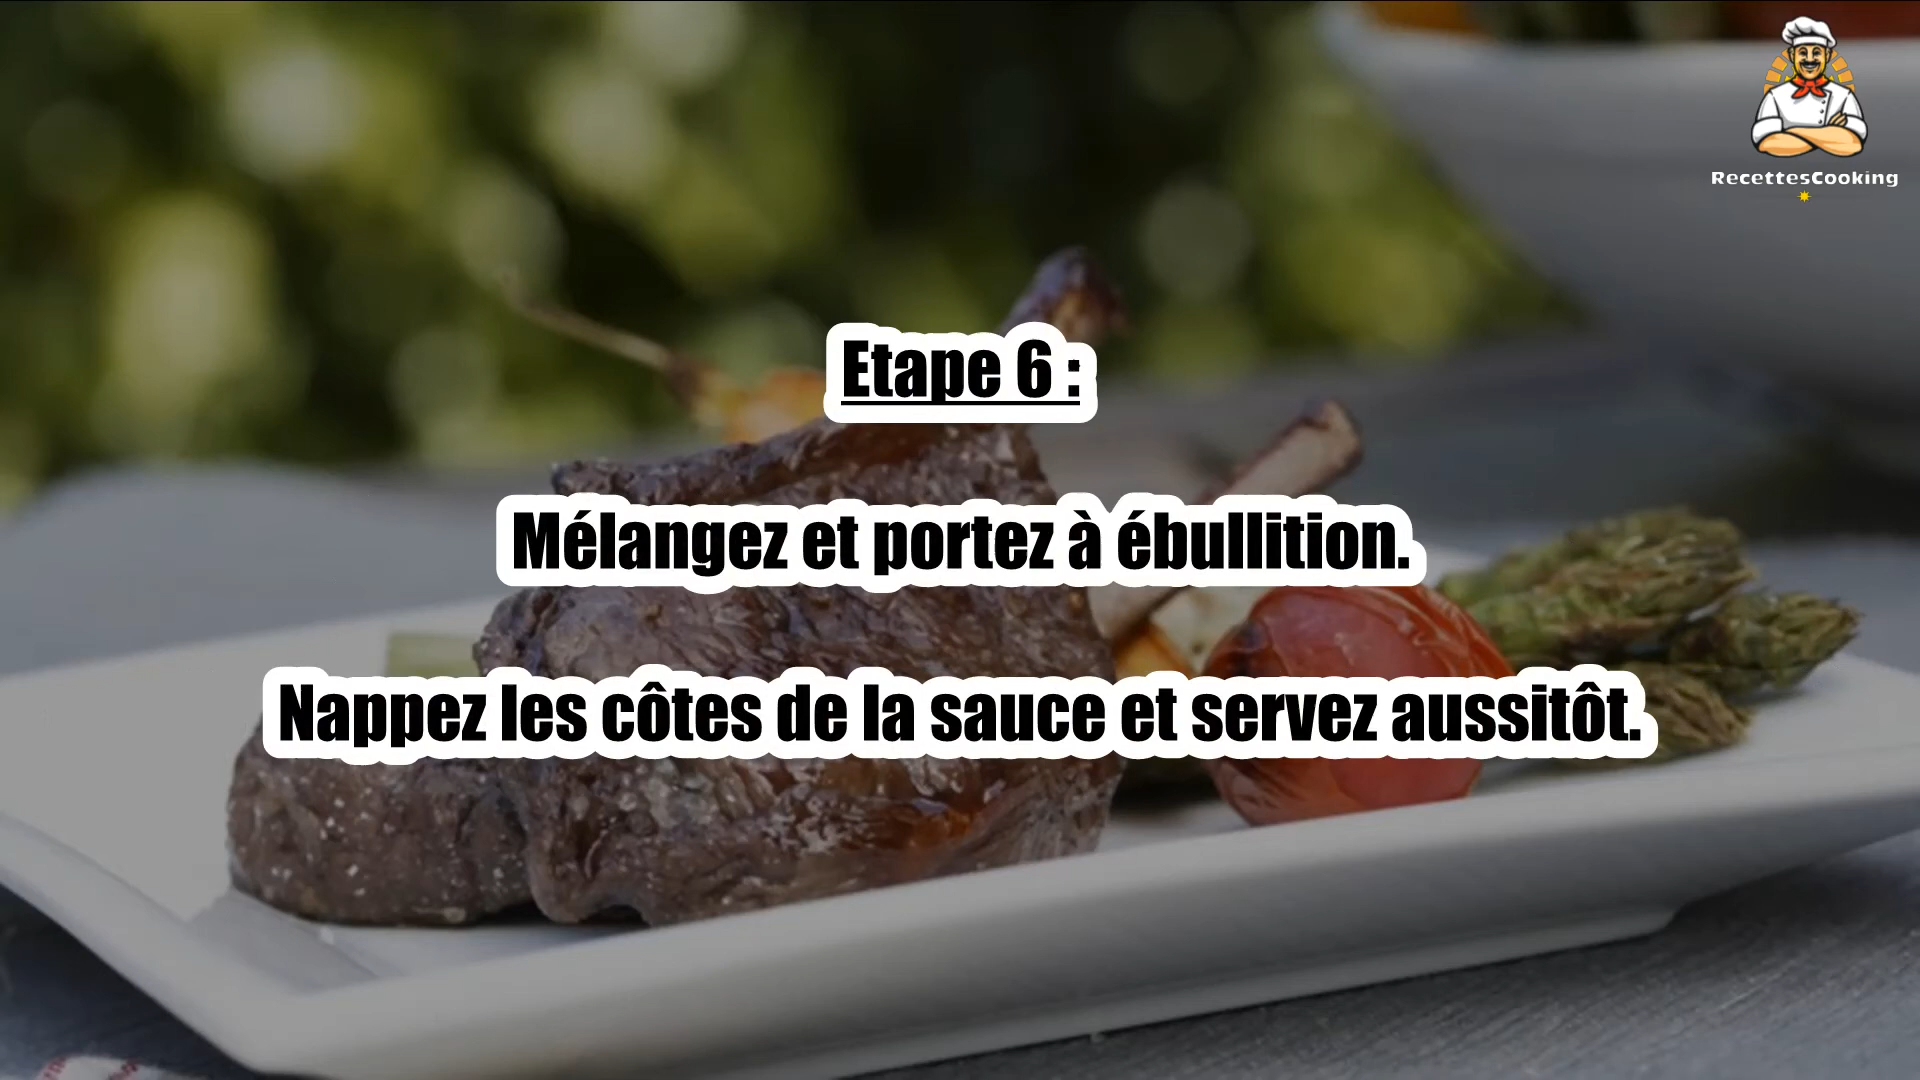 RecettesCooking
Etape 6 :
Mélangez et portez à ébullition.
Nappez les côtes de la sauce et servez aussitôt.